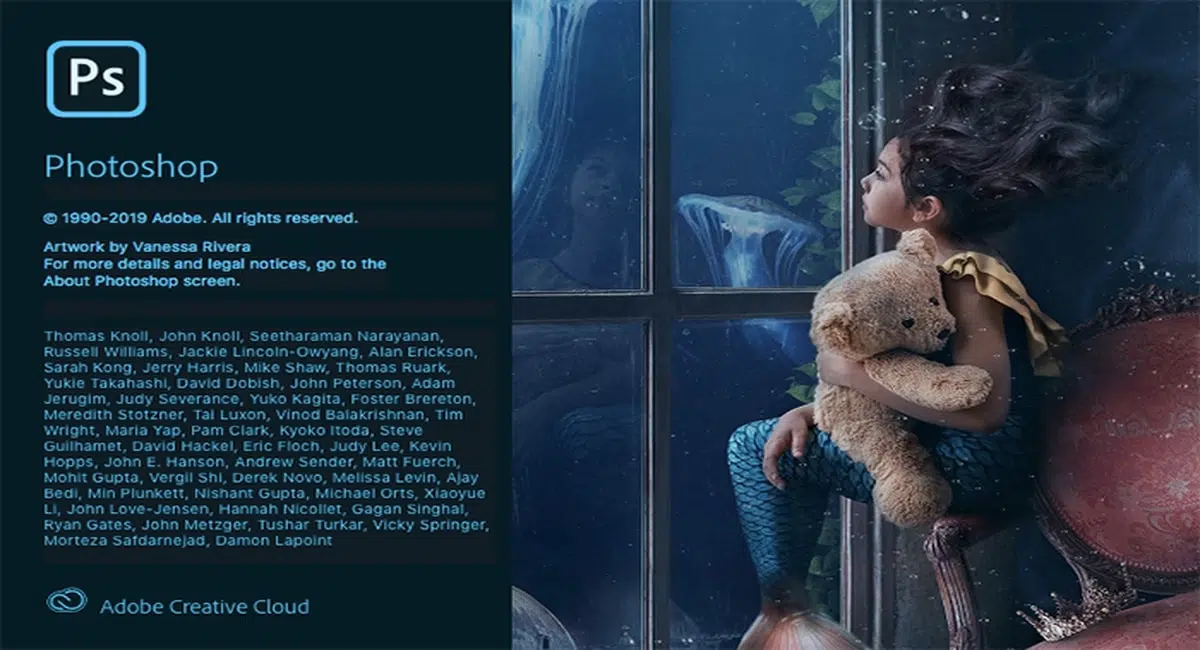 Ps
Photoshop
© 1990-2019 Adobe. All rights reserved.
Artwork by Vanessa Rivera
For more details and legal notices, go to the
About Photoshop screen.
Thomas Knoll, John Knoll, Seetharaman Narayanan,
Russell Williams, Jackie Lincoln-Owyang, Alan Erickson,
Sarah Kong, Jerry Harris, Mike Shaw, Thomas Ruark,
Yukie Takahashi, David Dobish, John Peterson, Adam
Jerugim, Judy Severance, Yuko Kagita, Foster Brereton,
Meredith Stotzner, Tai Luxon, Vinod Balakrishnan, Tim
Wright, Maria Yap, Pam Clark, Kyoko Itoda, Steve
Guilhamet, David Hackel, Eric Floch, Judy Lee, Kevin
Hopps, John E. Hanson, Andrew Sender, Matt Fuerch,
Mohit Gupta, Vergil Shi, Derek Novo, Melissa Levin, Ajay
Bedi, Min Plunkett, Nishant Gupta, Michael Orts, Xiaoyue
Li, John Love-Jensen, Hannah Nicollet, Gagan Singhal,
Ryan Gates, John Metzger, Tushar Turkar, Vicky Springer,
Morteza Safdarnejad, Damon Lapoint
Adobe Creative Cloud